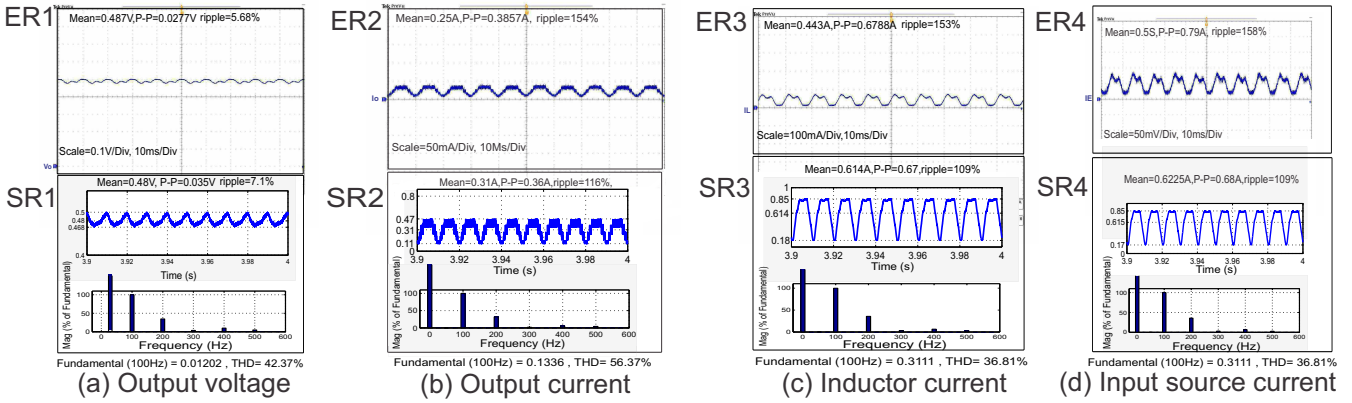 ER1
Mean=0.487V,P-P=0.0277V ripple=5.68%
Vo
Scale=0.1V/Div, 10ms/Div
SR1
Mean=0.48V, P-P=0.035V ripple=7.1%
0.5
0.48
0.468
0.4
3.9 3.92 3.94 3.96 3.98 4
Time (s)
Mag (% of Fundamental)
100
50
0
0 100 200 300 400 500 600
Frequency (Hz)
Fundamental (100Hz) = 0.01202 , THD= 42.37%
(a) Output voltage
ER2
Mean=0.25A,P-P=0.3857A, ripple=154%
Io
Scale=50mA/Div, 10Ms/Div
SR2
Mean=0.31A,P-P=0.36A,ripple=116%,
0.8
0.47
0.31
0.11
0
3.9 3.92 3.94 3.96 3.98 4
Time (s)
Mag (% of Fundamental)
100
50
0
0 100 200 300 400 500 600
Frequency (Hz)
Fundamental (100Hz) = 0.1336 , THD= 56.37%
(b) Output current
ER3
Mean=0.443A,P-P=0.6788A ripple=153%
IL
Scale=100mA/Div,10ms/Div
SR3
Mean=0.614A,P-P=0.67,ripple=109%
1
0.85
0.614
0.18
3.9 3.92 3.94 3.96 3.98 4
Time (s)
Mag (% of Fundamental)
100
50
0
0 100 200 300 400 500 600
Frequency (Hz)
Fundamental (100Hz) = 0.3111 , THD= 36.81%
(c) Inductor current
ER4
Mean=0.5S,P-P=0.79A, ripple=158%
IE
Scale=50mV/Div, 10ms/Div
SR4
Mean=0.6225A,P-P=0.68A,ripple=109%
0.85
0.615
0.17
3.9 3.92 3.94 3.96 3.98 4
Time (s)
Mag (% of Fundamental)
100
50
0
0 100 200 300 400 500 600
Frequency (Hz)
Fundamental (100Hz) = 0.3111 , THD= 36.81%
(d) Input source current